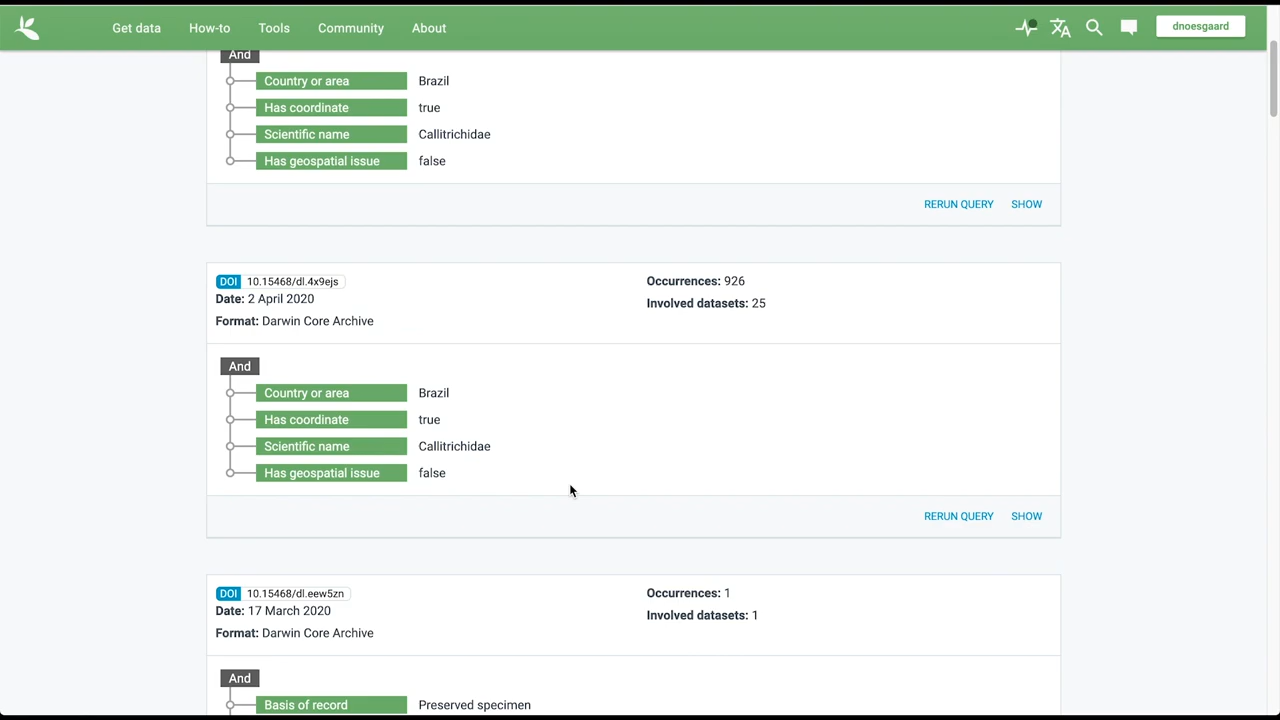 Get data How-to Tools Community About dnoesgaard
And
Country or area Brazil
Has coordinate true
Scientific name Callitrichidae
Has geospatial issue false
RERUN QUERY SHOW
DOI 10.15468/dl.4x9ejs Occurrences: 926
Date: 2 April 2020 Involved datasets: 25
Format: Darwin Core Archive
And
Country or area Brazil
Has coordinate true
Scientific name Callitrichidae
Has geospatial issue false
RERUN QUERY SHOW
DOI 10.15468/dl.eew5zn Occurrences: 1
Date: 17 March 2020 Involved datasets: 1
Format: Darwin Core Archive
And
Basis of record Preserved specimen